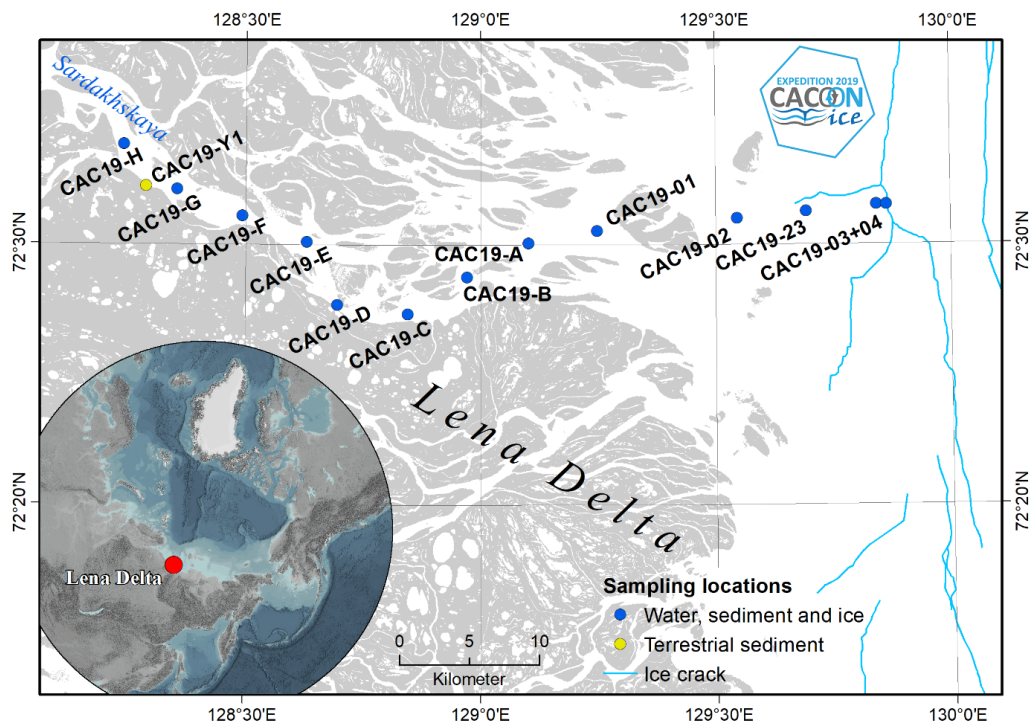 128°30'E
129°0'E
129°30'E
130°0'E
Sardakhskaya
EXPEDITION 2019
CACOON
ice
CAC19-H
CAC19-Y1
CAC19-G
CAC19-F
CAC19-E
CAC19-D
CAC19-C
CAC19-B
CAC19-A
CAC19-01
CAC19-02
CAC19-23
CAC19-03+04
72°30'N
72°30'N
72°20'N
72°20'N
Lena Delta
Lena Delta
Sampling locations
Water, sediment and ice
Terrestrial sediment
Ice crack
0 5 10
Kilometer
128°30'E
129°0'E
129°30'E
130°0'E